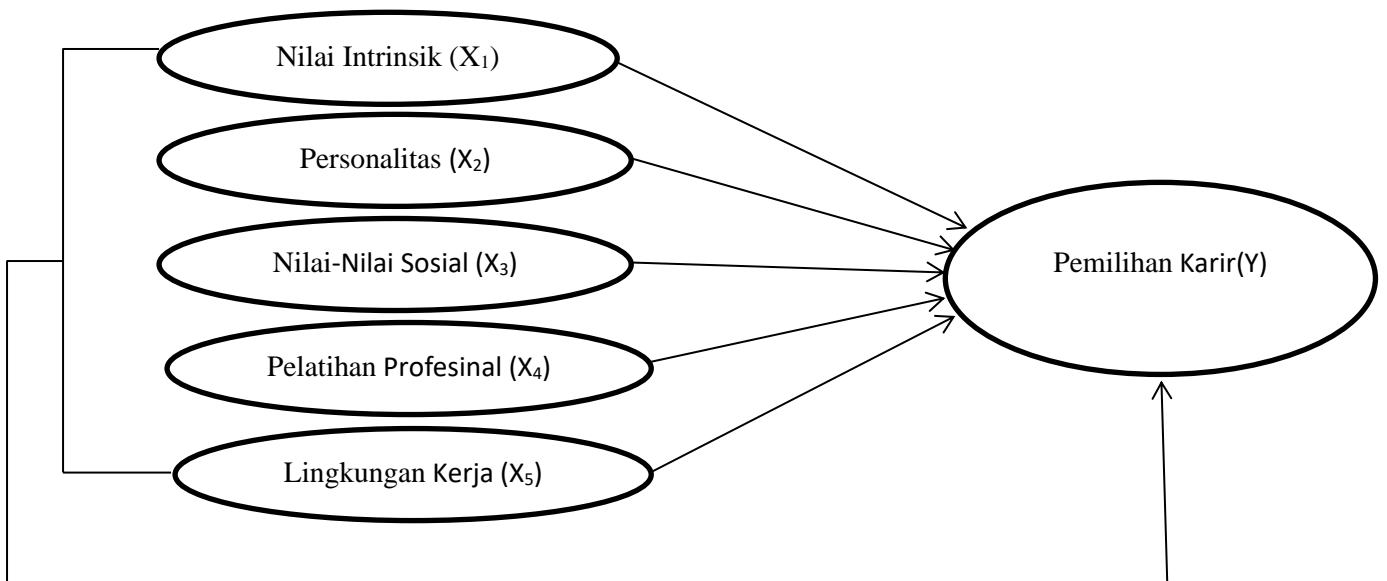 Nilai Intrinsik (X₁)
Personalitas (X₂)
Nilai-Nilai Sosial (X₃)
Pemilihan Karir(Y)
Pelatihan Profesinal (X₄)
Lingkungan Kerja (X₅)